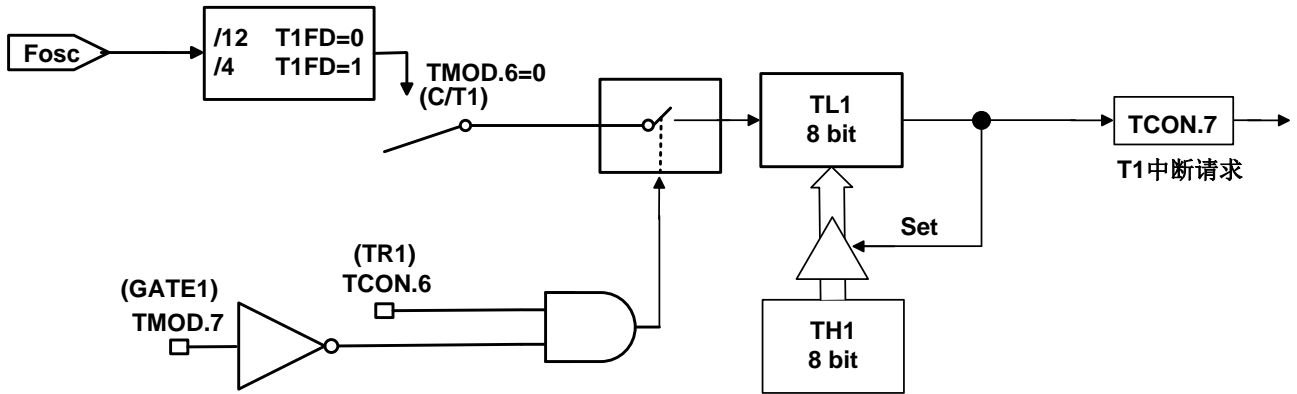 Fosc
/12 T1FD=0
/4 T1FD=1
TMOD.6=0
(C/T1)
TL1
8 bit
TCON.7
T1中断请求
Set
(TR1)
TCON.6
(GATE1)
TMOD.7
TH1
8 bit